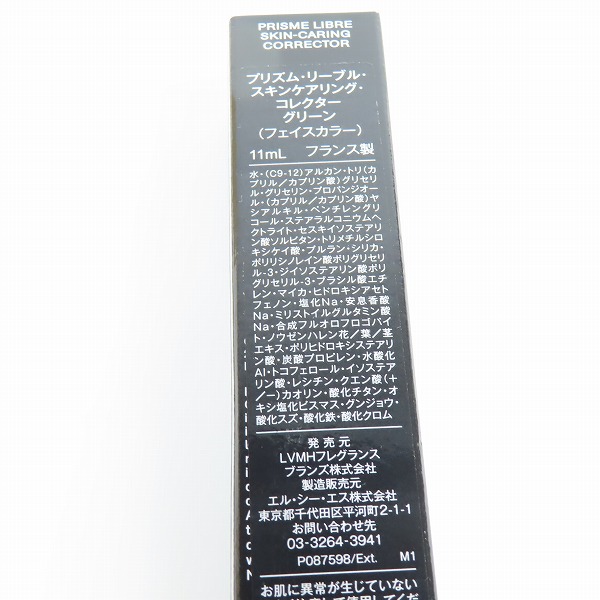 PRISME LIBRE
SKIN-CARING
CORRECTOR
プリズム・リーブル・
スキンケアリング・
コレクター
グリーン
（フェイスカラー）
11mL フランス製
水・(C9-12)アルカン・トリ(カ
プリル／カプリン酸)グリセリ
ル・グリセリン・プロパンジオー
ル・(カプリル／カプリン酸)ヤ
シアルキル・ペンチレングリ
コール・ステアラルコニウムヘ
クトライト・セスキイソステアリ
ン酸ソルビタン・トリメチルシロ
キシケイ酸・プルラン・シリカ・
ポリリシノレイン酸ポリグリセリ
ル-3・ジイソステアリン酸ポリ
グリセリル-3・ブラシル酸エチ
レン・マイカ・ヒドロキシアセト
フェノン・塩化Na・安息香酸
Na・ミリストイルグルタミン酸
Na・合成フルオロフロゴパイ
ト・ノウゼンハレン花／葉／茎
エキス・ポリヒドロキシステアリ
ン酸・炭酸プロピレン・水酸化
Al・トコフェロール・イソステア
リン酸・レシチン・クエン酸（＋
／－）カオリン・酸化チタン・オ
キシ塩化ビスマス・グンジョウ・
酸化スズ・酸化鉄・酸化クロム
発 売 元
LVMHフレグランス
ブランズ株式会社
製造販売元
エル・シー・エス株式会社
東京都千代田区平河町2-1-1
お問い合わせ先
03-3264-3941
P087598/Ext. M1
お肌に異常が生じていない